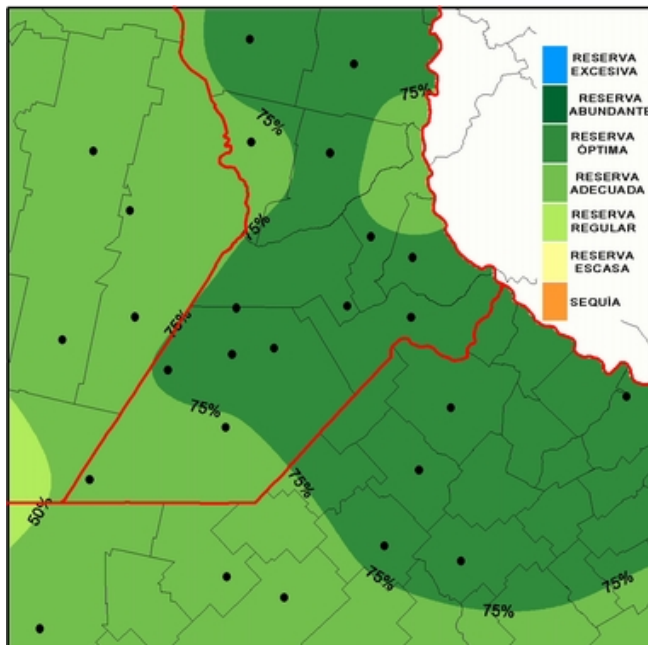 RESERVA
EXCESIVA
RESERVA
ABUNDANTE
RESERVA
ÓPTIMA
RESERVA
ADECUADA
RESERVA
REGULAR
RESERVA
ESCASA
SEQUÌA
75%
75%
75%
75%
75%
75%
50%
75%
75%
75%